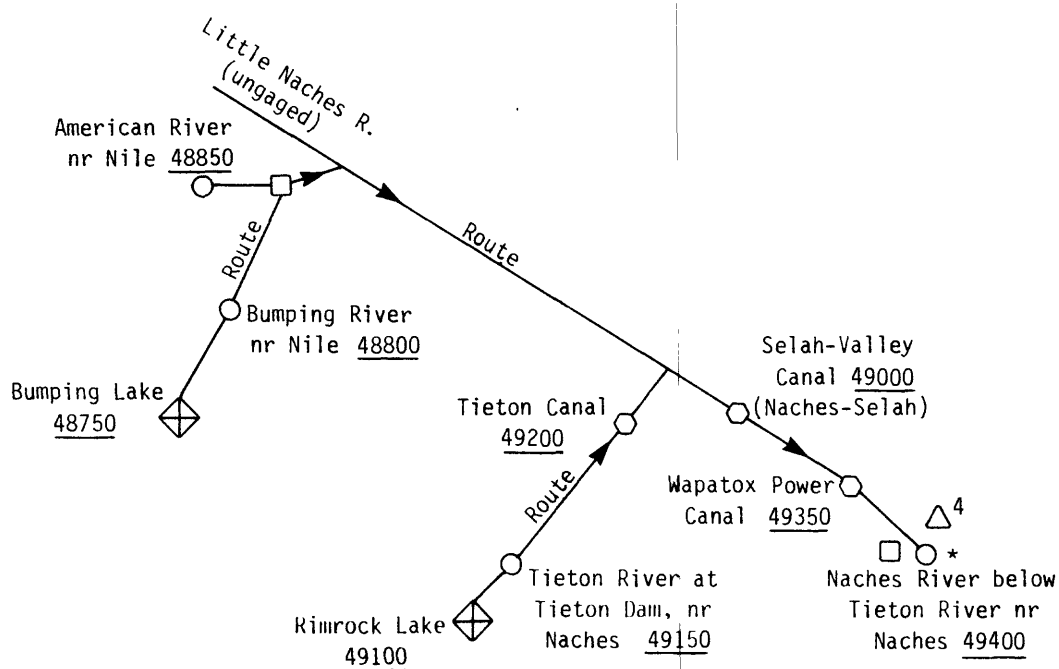 Little Naches R.
(ungaged)
American River
nr Nile 48850
Route
Route
Bumping River
nr Nile 48800
Bumping Lake
48750
Selah-Valley
Canal 49000
(Naches-Selah)
Tieton Canal
49200
Route
Wapatox Power
Canal 49350
4
*
Naches River below
Tieton River nr
Naches 49400
Tieton River at
Tieton Dam, nr
Naches 49150
Rimrock Lake
49100